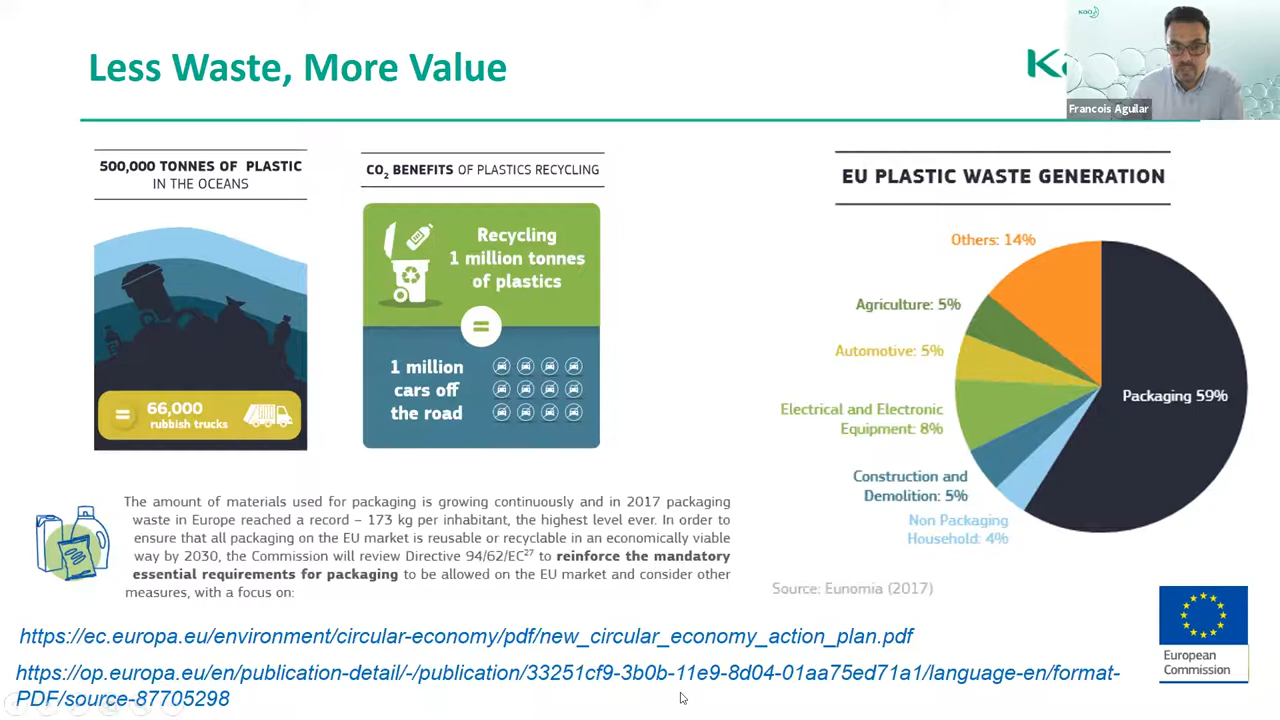 Less Waste, More Value
Francois Aguilar
500,000 TONNES OF PLASTIC
IN THE OCEANS
=
66,000
rubbish trucks
CO₂ BENEFITS OF PLASTICS RECYCLING
Recycling
1 million tonnes
of plastics
=
1 million
cars off
the road
EU PLASTIC WASTE GENERATION
Others: 14%
Agriculture: 5%
Automotive: 5%
Electrical and Electronic
Equipment: 8%
Construction and
Demolition: 5%
Non Packaging
Household: 4%
Packaging 59%
Source: Eunomia (2017)
The amount of materials used for packaging is growing continuously and in 2017 packaging
waste in Europe reached a record – 173 kg per inhabitant, the highest level ever. In order to
ensure that all packaging on the EU market is reusable or recyclable in an economically viable
way by 2030, the Commission will review Directive 94/62/EC²⁷ to reinforce the mandatory
essential requirements for packaging to be allowed on the EU market and consider other
measures, with a focus on:
https://ec.europa.eu/environment/circular-economy/pdf/new_circular_economy_action_plan.pdf
https://op.europa.eu/en/publication-detail/-/publication/33251cf9-3b0b-11e9-8d04-01aa75ed71a1/language-en/format-
PDF/source-87705298
European
Commission